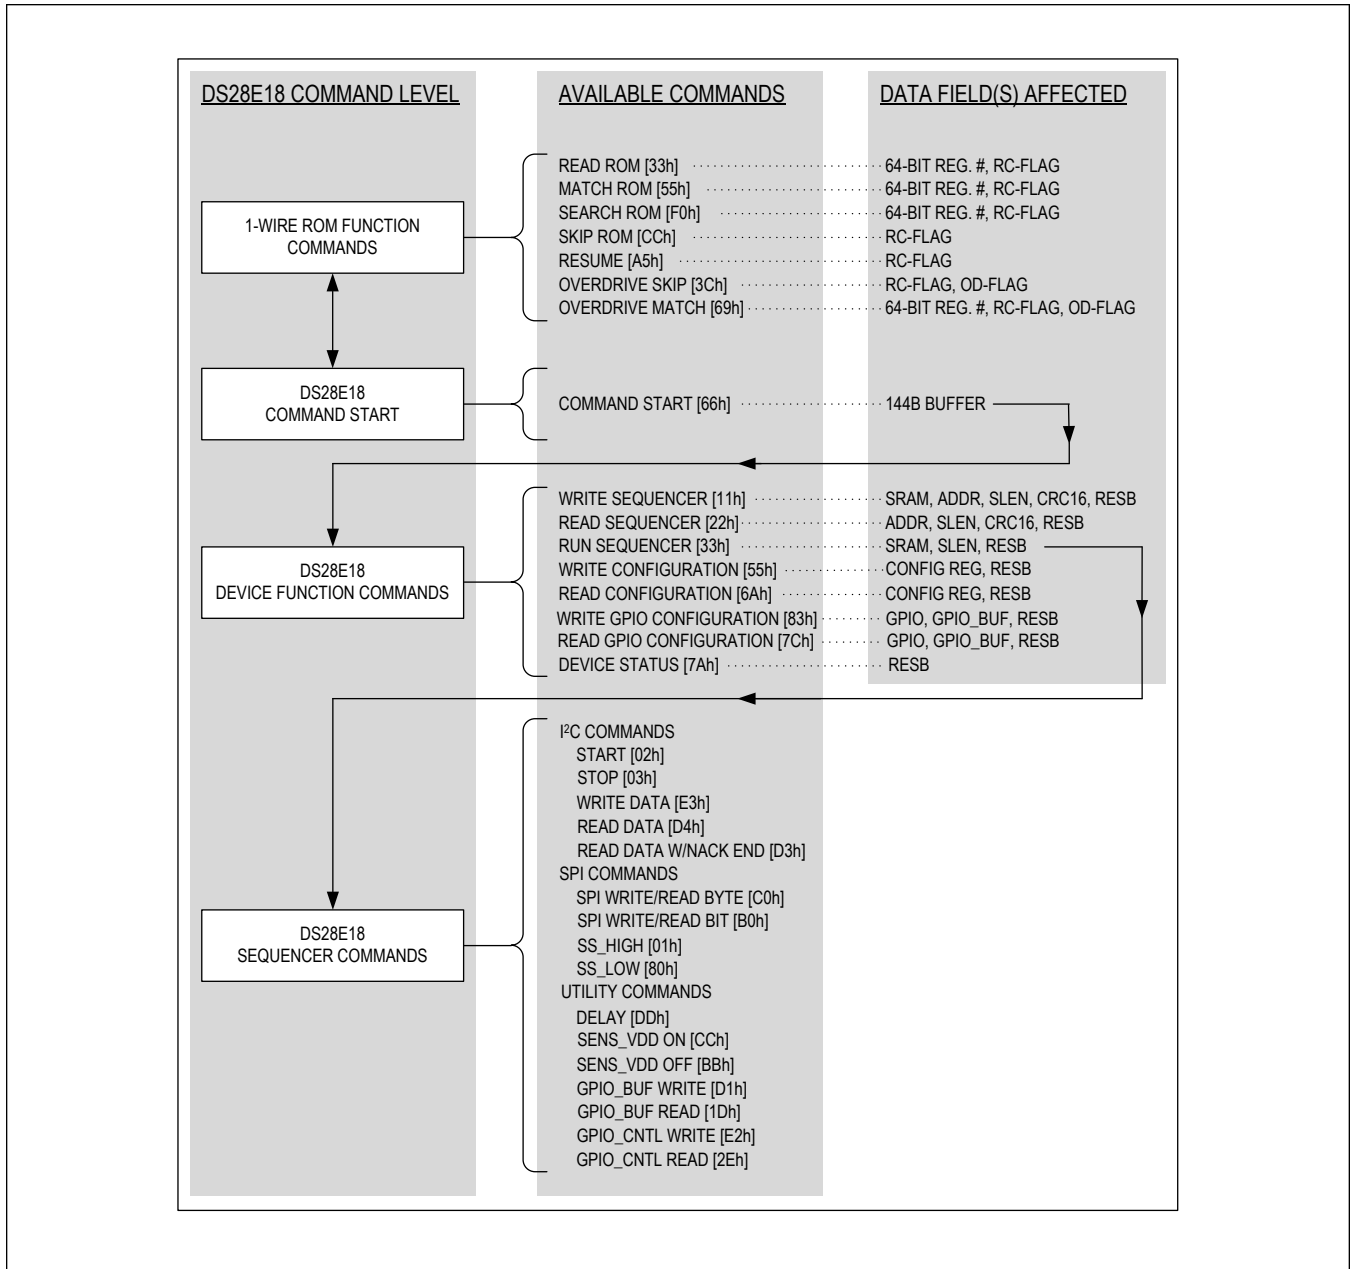 DS28E18 COMMAND LEVEL
AVAILABLE COMMANDS
DATA FIELD(S) AFFECTED
1-WIRE ROM FUNCTION
COMMANDS
READ ROM [33h] 64-BIT REG. #, RC-FLAG
MATCH ROM [55h] 64-BIT REG. #, RC-FLAG
SEARCH ROM [F0h] 64-BIT REG. #, RC-FLAG
SKIP ROM [CCh] RC-FLAG
RESUME [A5h] RC-FLAG
OVERDRIVE SKIP [3Ch] RC-FLAG, OD-FLAG
OVERDRIVE MATCH [69h] 64-BIT REG. #, RC-FLAG, OD-FLAG
DS28E18
COMMAND START
COMMAND START [66h] 144B BUFFER
DS28E18
DEVICE FUNCTION COMMANDS
WRITE SEQUENCER [11h] SRAM, ADDR, SLEN, CRC16, RESB
READ SEQUENCER [22h] ADDR, SLEN, CRC16, RESB
RUN SEQUENCER [33h] SRAM, SLEN, RESB
WRITE CONFIGURATION [55h] CONFIG REG, RESB
READ CONFIGURATION [6Ah] CONFIG REG, RESB
WRITE GPIO CONFIGURATION [83h] GPIO, GPIO_BUF, RESB
READ GPIO CONFIGURATION [7Ch] GPIO, GPIO_BUF, RESB
DEVICE STATUS [7Ah] RESB
DS28E18
SEQUENCER COMMANDS
I²C COMMANDS
START [02h]
STOP [03h]
WRITE DATA [E3h]
READ DATA [D4h]
READ DATA W/NACK END [D3h]
SPI COMMANDS
SPI WRITE/READ BYTE [C0h]
SPI WRITE/READ BIT [B0h]
SS_HIGH [01h]
SS_LOW [80h]
UTILITY COMMANDS
DELAY [DDh]
SENS_VDD ON [CCh]
SENS_VDD OFF [BBh]
GPIO_BUF WRITE [D1h]
GPIO_BUF READ [1Dh]
GPIO_CNTL WRITE [E2h]
GPIO_CNTL READ [2Eh]